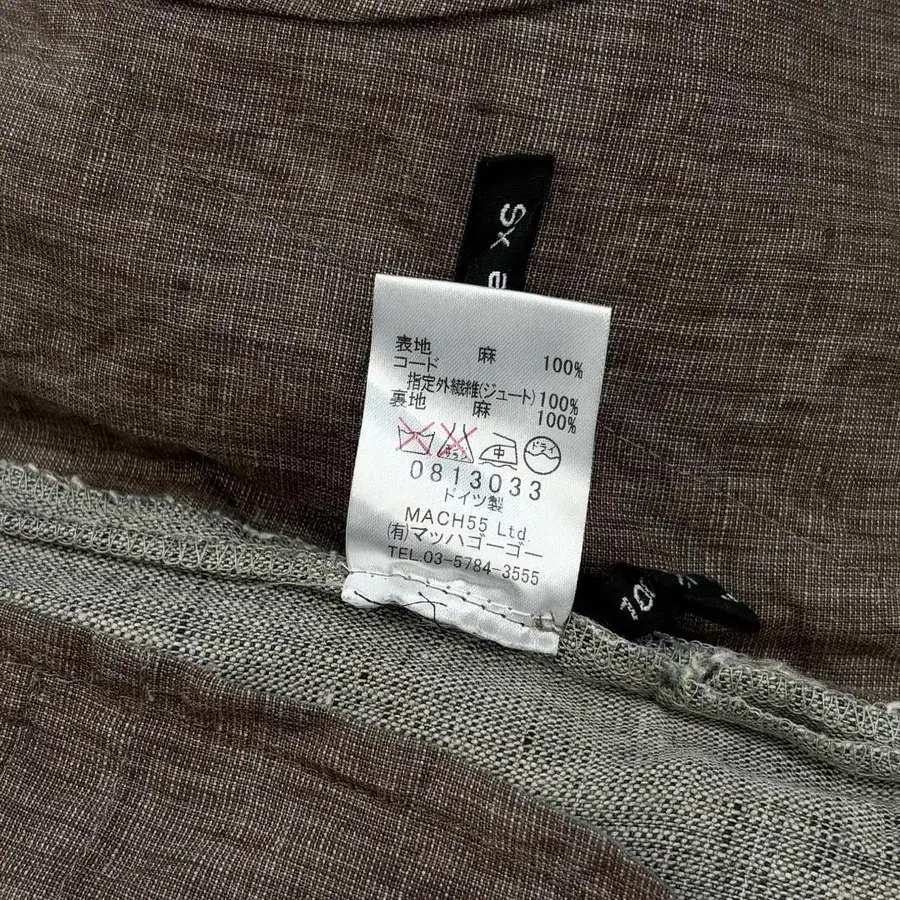 Sx
e
表地 麻 100%
コード
指定外繊維(ジュート) 100%
裏地 麻 100%
中 ドライ
0813033
ドイツ製
MACH55 Ltd.
(有)マッハゴーゴー
TEL.03-5784-3555